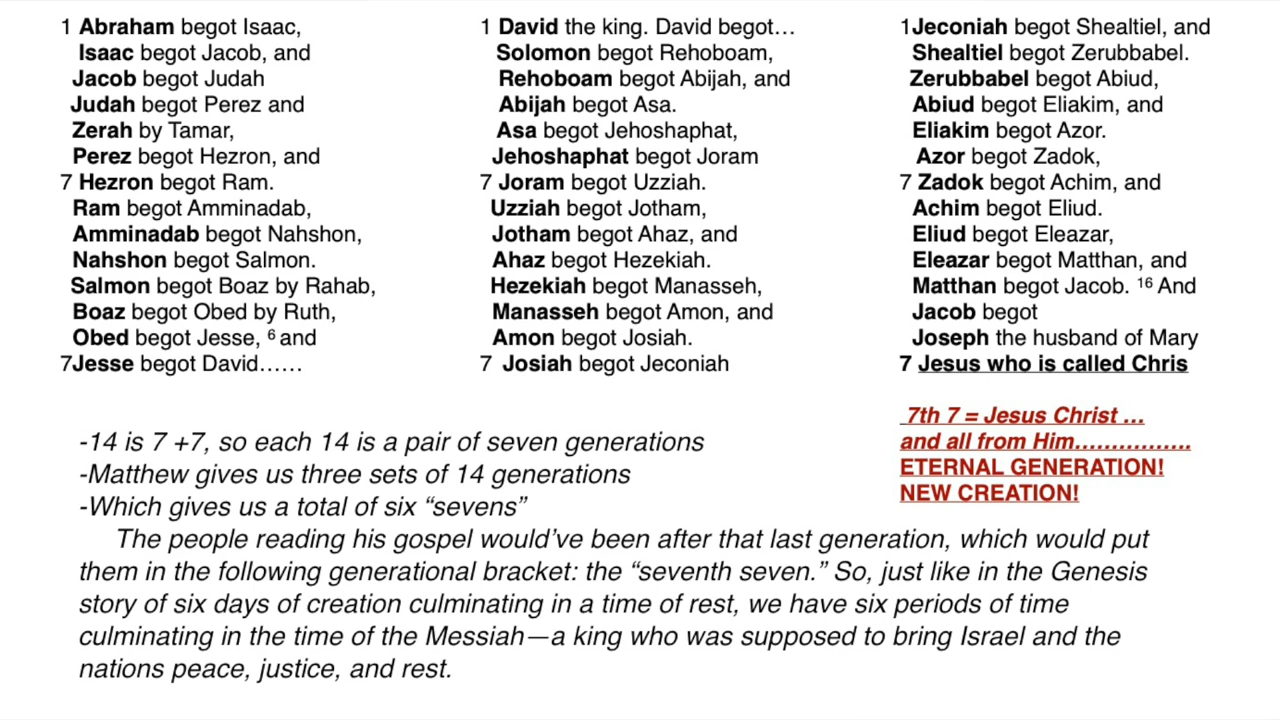 1 Abraham begot Isaac,
Isaac begot Jacob, and
Jacob begot Judah
Judah begot Perez and
Zerah by Tamar,
Perez begot Hezron, and
7 Hezron begot Ram.
Ram begot Amminadab,
Amminadab begot Nahshon,
Nahshon begot Salmon.
Salmon begot Boaz by Rahab,
Boaz begot Obed by Ruth,
Obed begot Jesse, ⁶ and
7Jesse begot David……
1 David the king. David begot…
Solomon begot Rehoboam,
Rehoboam begot Abijah, and
Abijah begot Asa.
Asa begot Jehoshaphat,
Jehoshaphat begot Joram
7 Joram begot Uzziah.
Uzziah begot Jotham,
Jotham begot Ahaz, and
Ahaz begot Hezekiah.
Hezekiah begot Manasseh,
Manasseh begot Amon, and
Amon begot Josiah.
7 Josiah begot Jeconiah
1Jeconiah begot Shealtiel, and
Shealtiel begot Zerubbabel.
Zerubbabel begot Abiud,
Abiud begot Eliakim, and
Eliakim begot Azor.
Azor begot Zadok,
7 Zadok begot Achim, and
Achim begot Eliud.
Eliud begot Eleazar,
Eleazar begot Matthan, and
Matthan begot Jacob. ¹⁶ And
Jacob begot
Joseph the husband of Mary
7 Jesus who is called Chris
7th 7 = Jesus Christ …
and all from Him…………….
ETERNAL GENERATION!
NEW CREATION!
-14 is 7 +7, so each 14 is a pair of seven generations
-Matthew gives us three sets of 14 generations
-Which gives us a total of six “sevens”
The people reading his gospel would’ve been after that last generation, which would put
them in the following generational bracket: the “seventh seven.” So, just like in the Genesis
story of six days of creation culminating in a time of rest, we have six periods of time
culminating in the time of the Messiah—a king who was supposed to bring Israel and the
nations peace, justice, and rest.